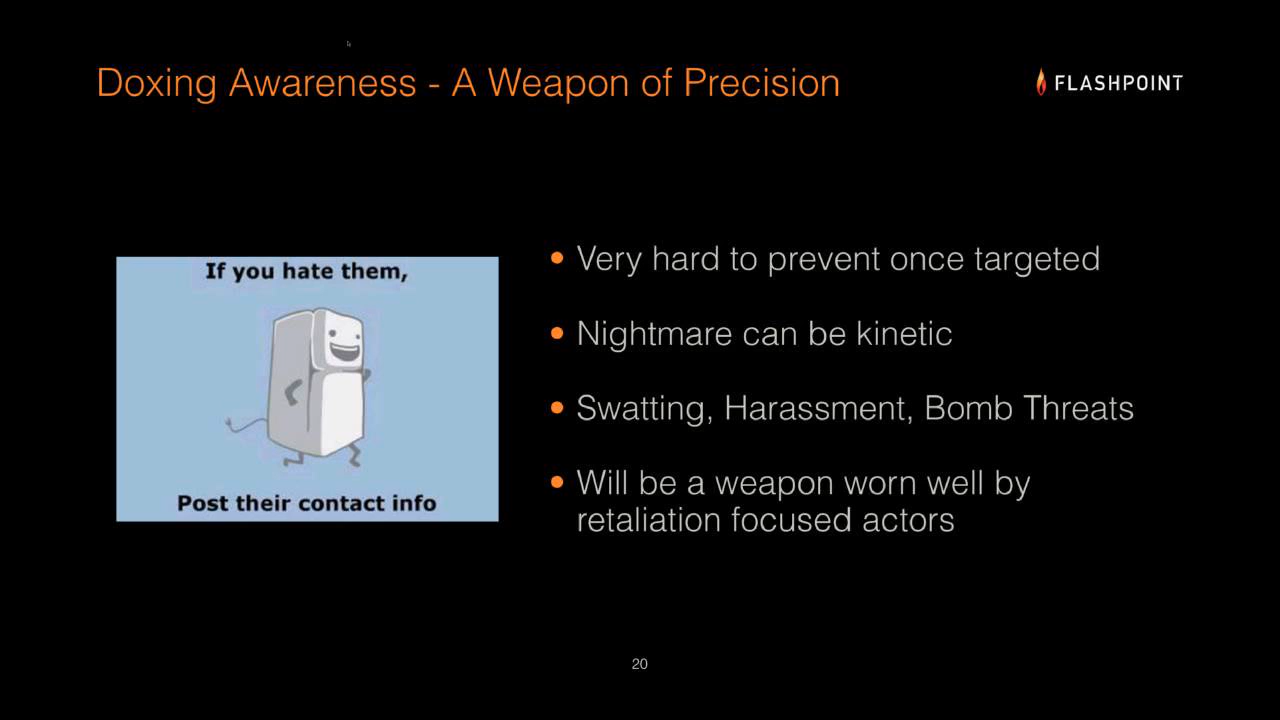 Doxing Awareness - A Weapon of Precision
FLASHPOINT
If you hate them,
Post their contact info
• Very hard to prevent once targeted
• Nightmare can be kinetic
• Swatting, Harassment, Bomb Threats
• Will be a weapon worn well by
retaliation focused actors
20